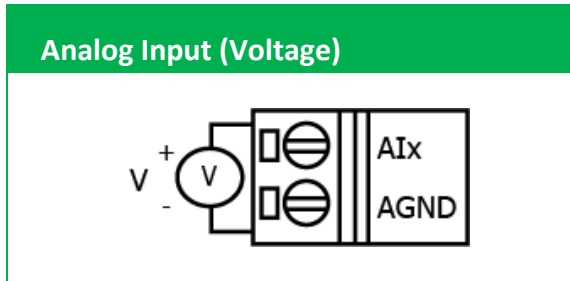 Analog Input (Voltage)
+
V
V
-
AIx
AGND